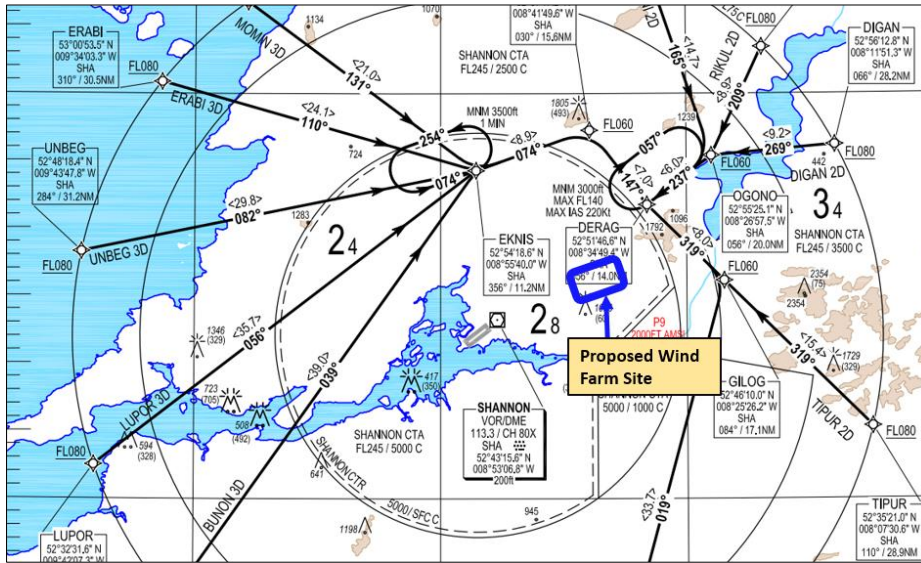 ERABI
53°00'53.5" N
009°34'03.3" W
SHA
310° / 30.5NM
FL080
MOMIN 3D
<21.0>
131°
1134
1070
008°41'49.6" W
SHA
030° / 15.6NM
SHANNON CTA
FL245 / 2500 C
<14.7>
165°
RIKUL 2D
<8.9>
209°
FL080
DIGAN
52°56'12.8" N
008°11'51.3" W
SHA
066° / 28.2NM
ERABI 3D
<24.1>
110°
724
MNM 3500ft
1 MIN
254°
074°
<8.9>
074°
1805
(493)
FL060
1239
057°
<6.0>
237°
<7.0>
147°
FL060
<9.2>
269°
442
FL080
DIGAN 2D
UNBEG
52°48'18.4" N
009°43'47.8" W
SHA
284° / 31.2NM
FL080
UNBEG 3D
<29.8>
082°
1283
2 4
EKNIS
52°54'18.6" N
008°55'40.0" W
SHA
356° / 11.2NM
MNM 3000ft
MAX FL140
MAX IAS 220Kt
DERAG
52°51'46.6" N
008°34'49.4" W
56° / 14.0N
1792
1096
<8.0>
319°
OGONO
52°55'25.1" N
008°26'57.5" W
SHA
056° / 20.0NM
3 4
SHANNON CTA
FL245 / 3500 C
FL060
2354
(75)
2354
2 8
P9
2000FT AMSL
Proposed Wind
Farm Site
<15.4>
319°
1729
(329)
TIPUR 2D
1346
(329)
<35.7>
056°
<39.0>
039°
723
(705)
508
(492)
417
(350)
LUPOR 3D
FL080
594
(328)
SHANNON CTA
FL245 / 5000 C
SHANNON
VOR/DME
113.3 / CH 80X
SHA
52°43'15.6" N
008°53'06.8" W
200ft
5000 / 1000 C
GILOG
52°46'10.0" N
008°25'26.2" W
SHA
084° / 17.1NM
FL080
641
SHANNON CTR
5000 / SFC C
BUNON 3D
945
1198
<33.7>
019°
TIPUR
52°35'21.0" N
008°07'30.6" W
SHA
110° / 28.9NM
LUPOR
52°32'31.6" N